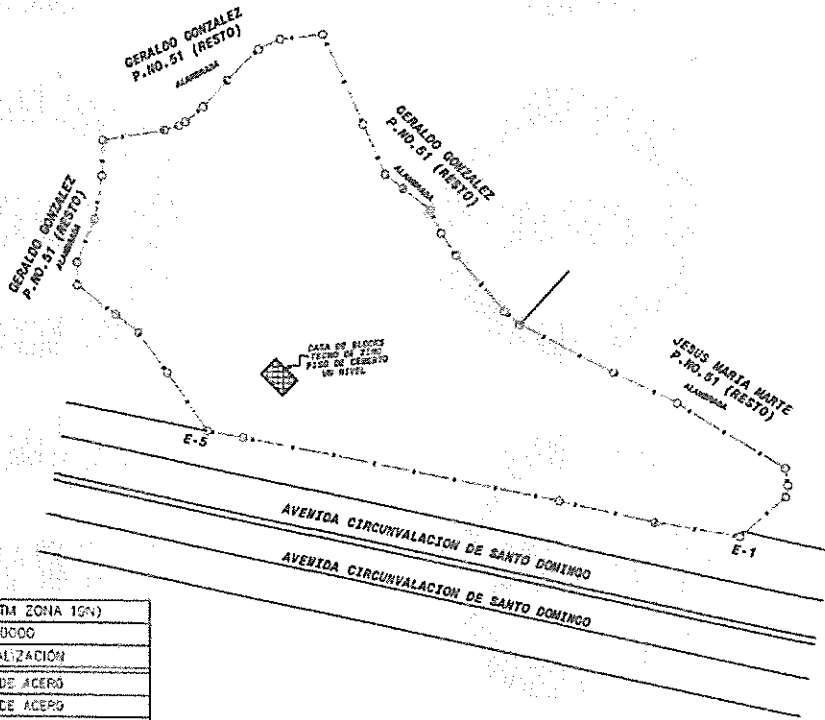 GERALDO GONZALEZ
P.NO.51 (RESTO)
ALAMBRADA
GERALDO GONZALEZ
P.NO.51 (RESTO)
ALAMBRADA
GERALDO GONZALEZ
P.NO.51 (RESTO)
ALAMBRADA
CASA DE BLOCKS
TECHO DE ZINC
PISO DE CEMENTO
UN NIVEL
JESUS MARIA MARTE
P.NO.51 (RESTO)
ALAMBRADA
E-5
E-1
AVENIDA CIRCUNVALACION DE SANTO DOMINGO
AVENIDA CIRCUNVALACION DE SANTO DOMINGO
TM ZONA 19N)
0000
ALIZACIÓN
DE ACERO
DE ACERO